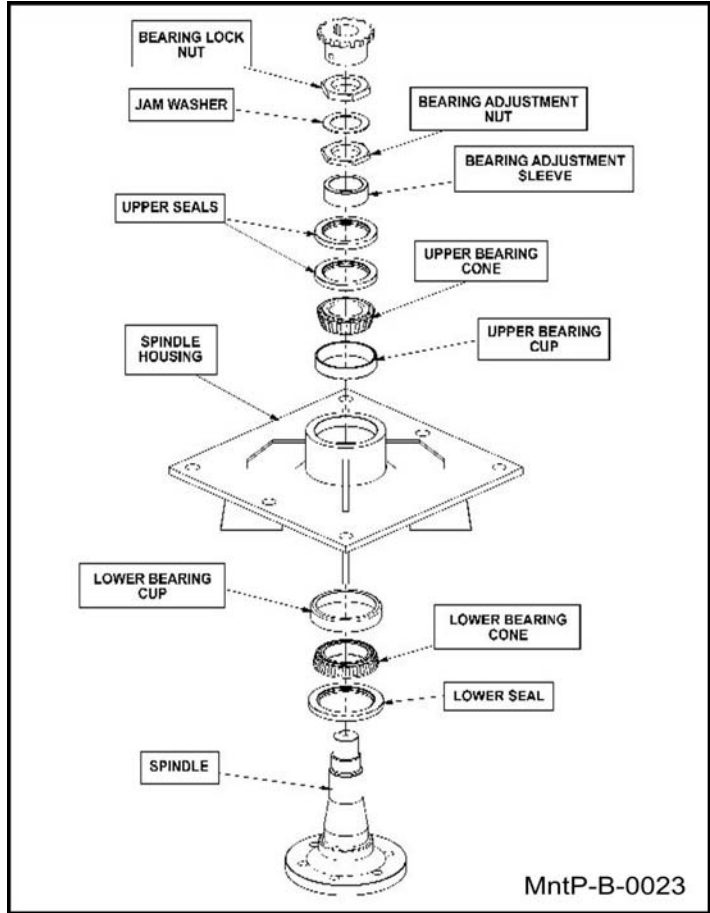 BEARING LOCK
NUT
JAM WASHER
BEARING ADJUSTMENT
NUT
BEARING ADJUSTMENT
SLEEVE
UPPER SEALS
UPPER BEARING
CONE
UPPER BEARING
CUP
SPINDLE
HOUSING
LOWER BEARING
CUP
LOWER BEARING
CONE
LOWER SEAL
SPINDLE
MntP-B-0023